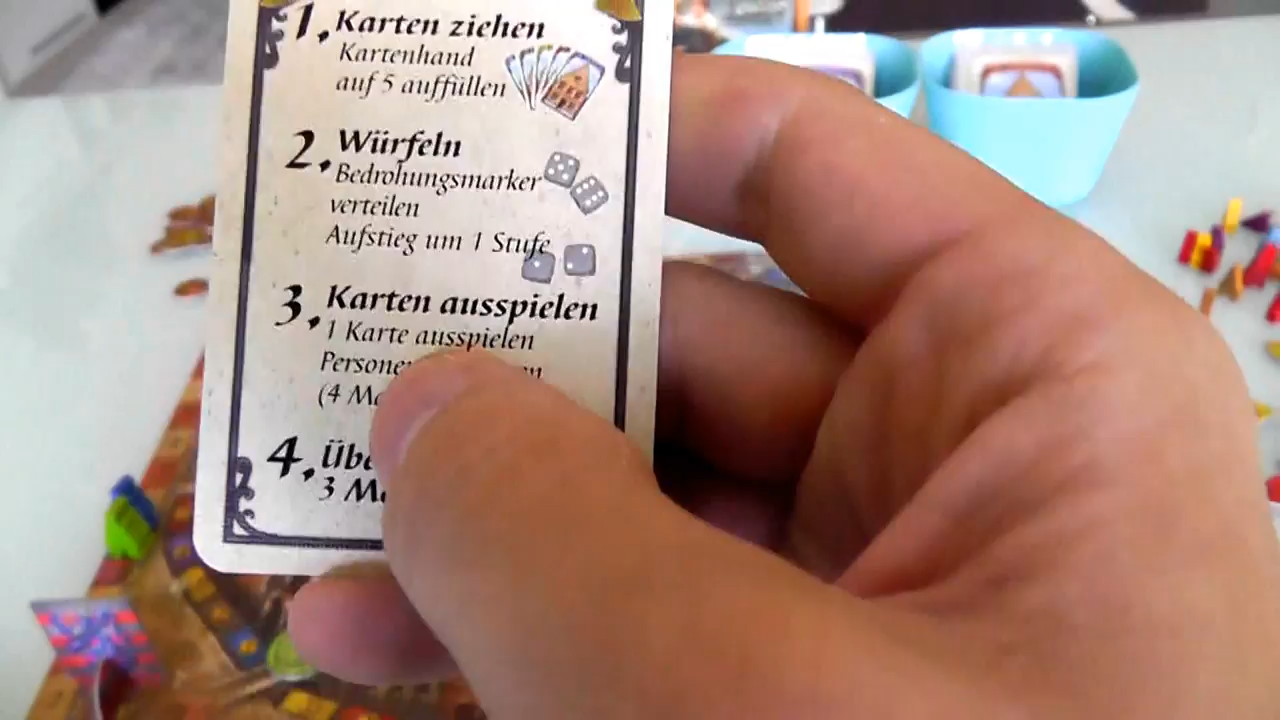 1. Karten ziehen
Kartenhand
auf 5 auffüllen
2. Würfeln
Bedrohungsmarker
verteilen
Aufstieg um 1 Stufe
3. Karten ausspielen
1 Karte ausspielen
(4
4.
3